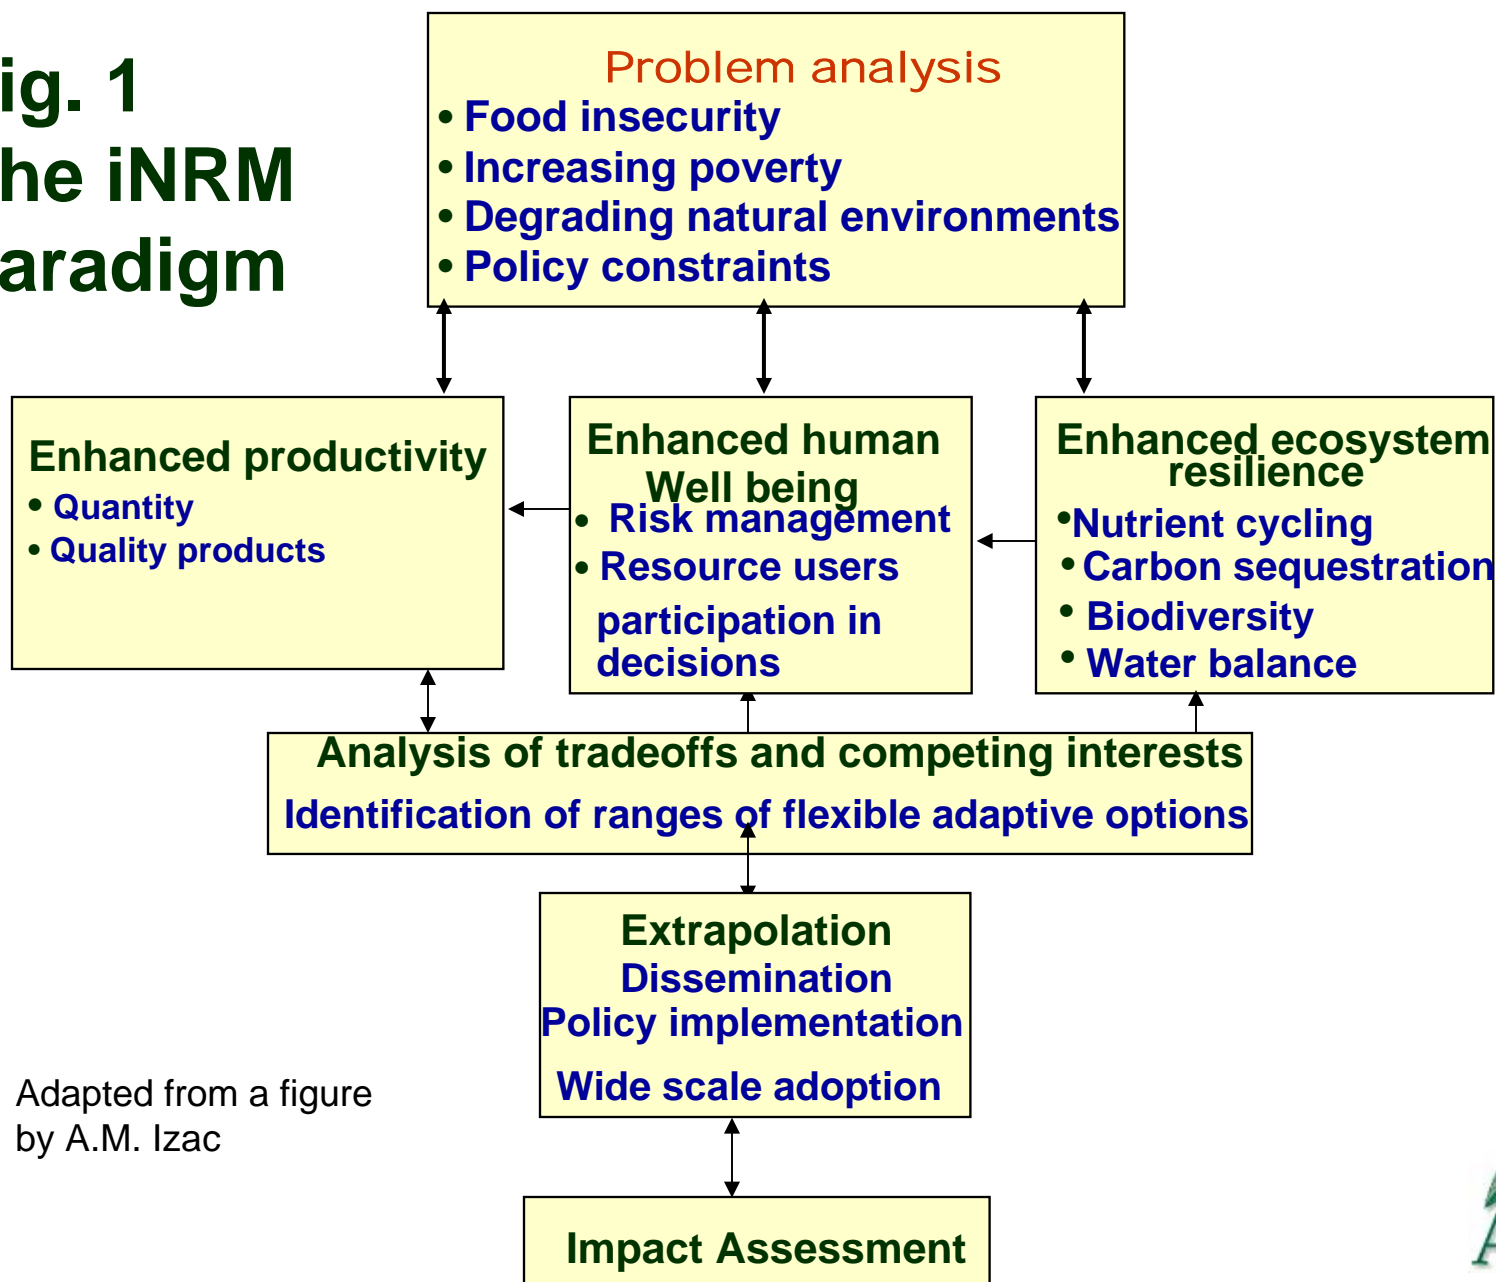 ig. 1
he iNRM
aradigm
Problem analysis
• Food insecurity
• Increasing poverty
• Degrading natural environments
• Policy constraints
Enhanced productivity
• Quantity
• Quality products
Enhanced human
Well being
• Risk management
• Resource users
participation in
decisions
Enhanced ecosystem
resilience
•Nutrient cycling
• Carbon sequestration
• Biodiversity
• Water balance
Analysis of tradeoffs and competing interests
Identification of ranges of flexible adaptive options
Extrapolation
Dissemination
Policy implementation
Wide scale adoption
Adapted from a figure
by A.M. Izac
Impact Assessment